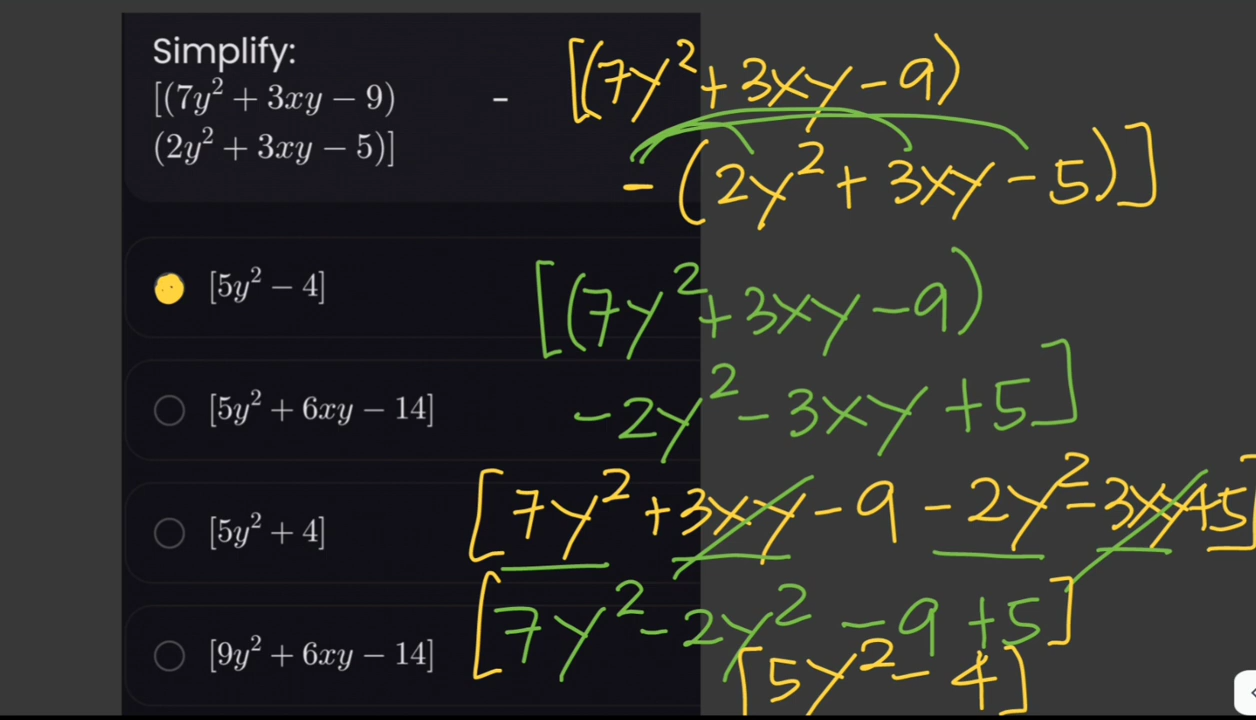 Simplify:
[(7y² + 3xy − 9) −
(2y² + 3xy − 5)]
[5y² − 4]
[5y² + 6xy − 14]
[5y² + 4]
[9y² + 6xy − 14]
[(7y² + 3xy − 9)
− (2y² + 3xy − 5)]
[(7y² + 3xy − 9)
− 2y² − 3xy + 5]
[7y² + 3xy − 9 − 2y² − 3xy + 5]
[7y² − 2y² − 9 + 5]
[5y² − 4]